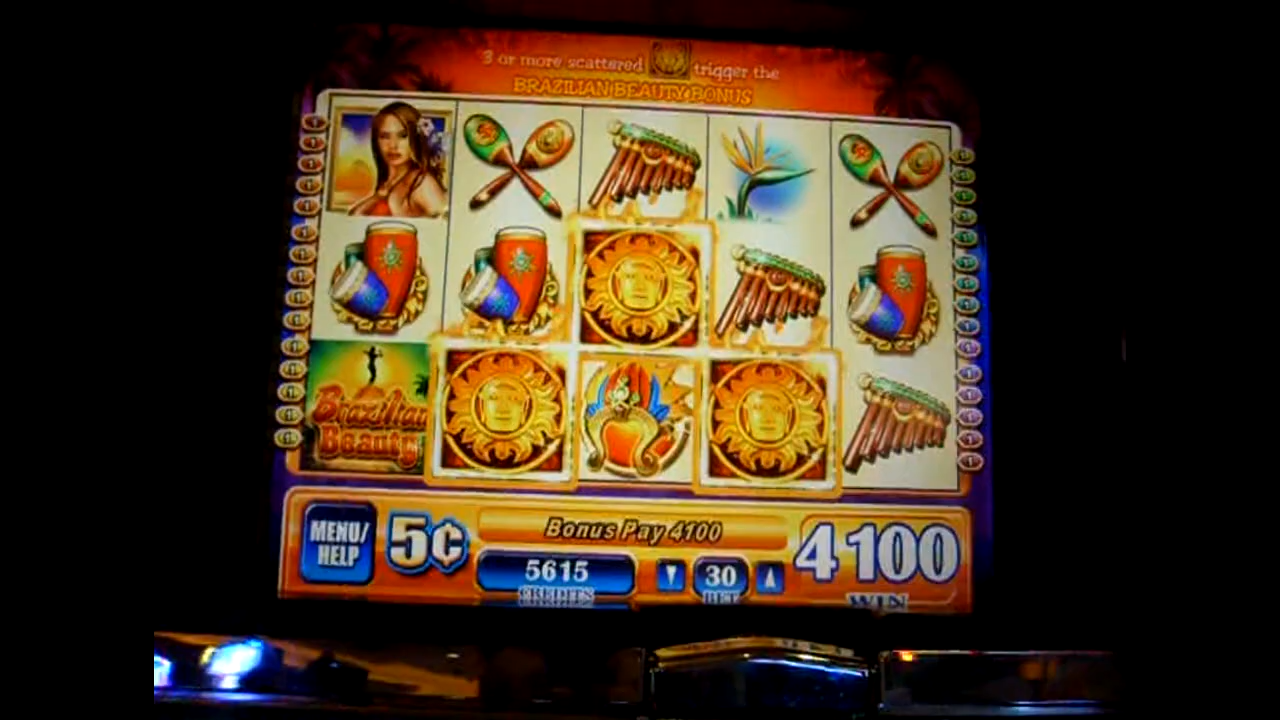 3 or more scattered trigger the
BRAZILIAN BEAUTY BONUS
Brazilian
Beauty
MENU/
HELP
5¢
Bonus Pay 4100
5615
CREDITS
30
BET
4100
WIN